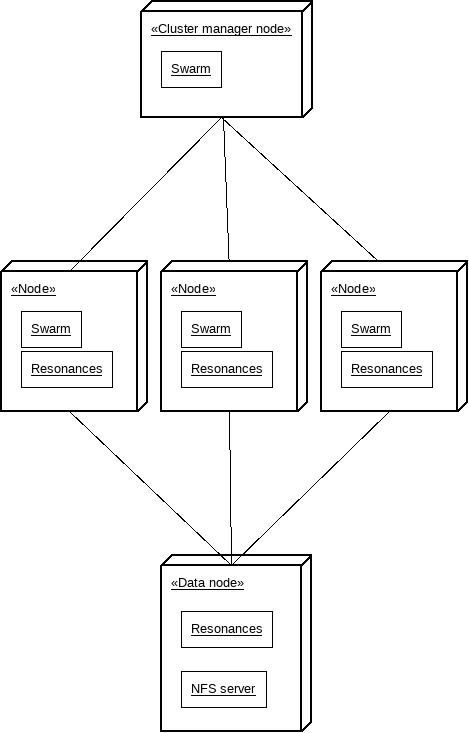 «Cluster manager node»
Swarm
«Node»
Swarm
Resonances
«Node»
Swarm
Resonances
«Node»
Swarm
Resonances
«Data node»
Resonances
NFS server